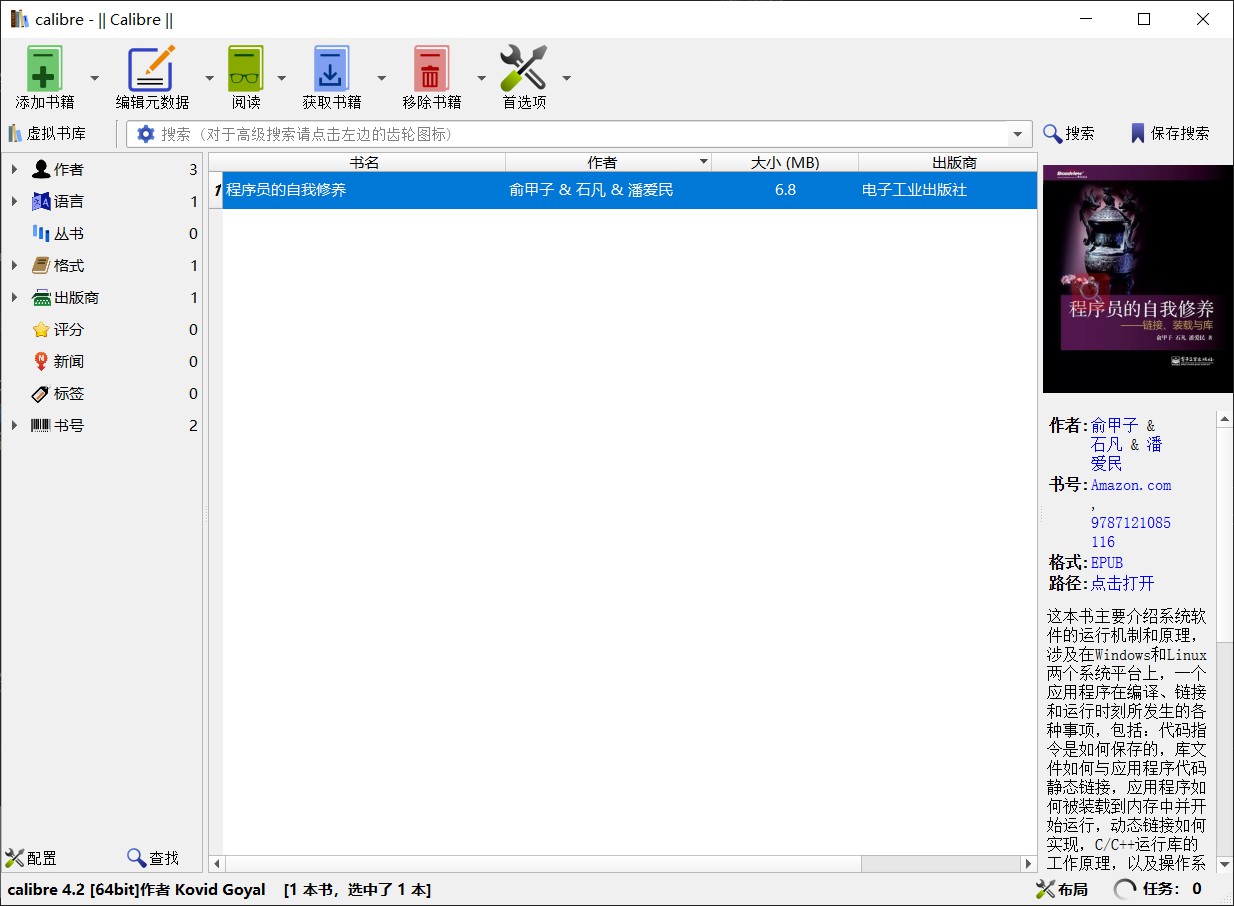 calibre - || Calibre ||
添加书籍 编辑元数据 阅读 获取书籍 移除书籍 首选项
虚拟书库 搜索（对于高级搜索请点击左边的齿轮图标） 搜索 保存搜索
作者 3
语言 1
丛书 0
格式 1
出版商 1
评分 0
新闻 0
标签 0
书号 2
书名 作者 大小 (MB) 出版商
1 程序员的自我修养 俞甲子 & 石凡 & 潘爱民 6.8 电子工业出版社
Broadview
程序员的自我修养
——链接、装载与库
俞甲子 石凡 潘爱民 著
电子工业出版社
作者: 俞甲子 &
石凡 & 潘
爱民
书号: Amazon.com
,
9787121085
116
格式: EPUB
路径: 点击打开
这本书主要介绍系统软
件的运行机制和原理，
涉及在Windows和Linux
两个系统平台上，一个
应用程序在编译、链接
和运行时刻所发生的各
种事项，包括：代码指
令是如何保存的，库文
件如何与应用程序代码
静态链接，应用程序如
何被装载到内存中并开
始运行，动态链接如何
实现，C/C++运行库的
工作原理，以及操作系
配置 查找
calibre 4.2 [64bit]作者 Kovid Goyal [1 本书，选中了 1 本]
布局 任务： 0